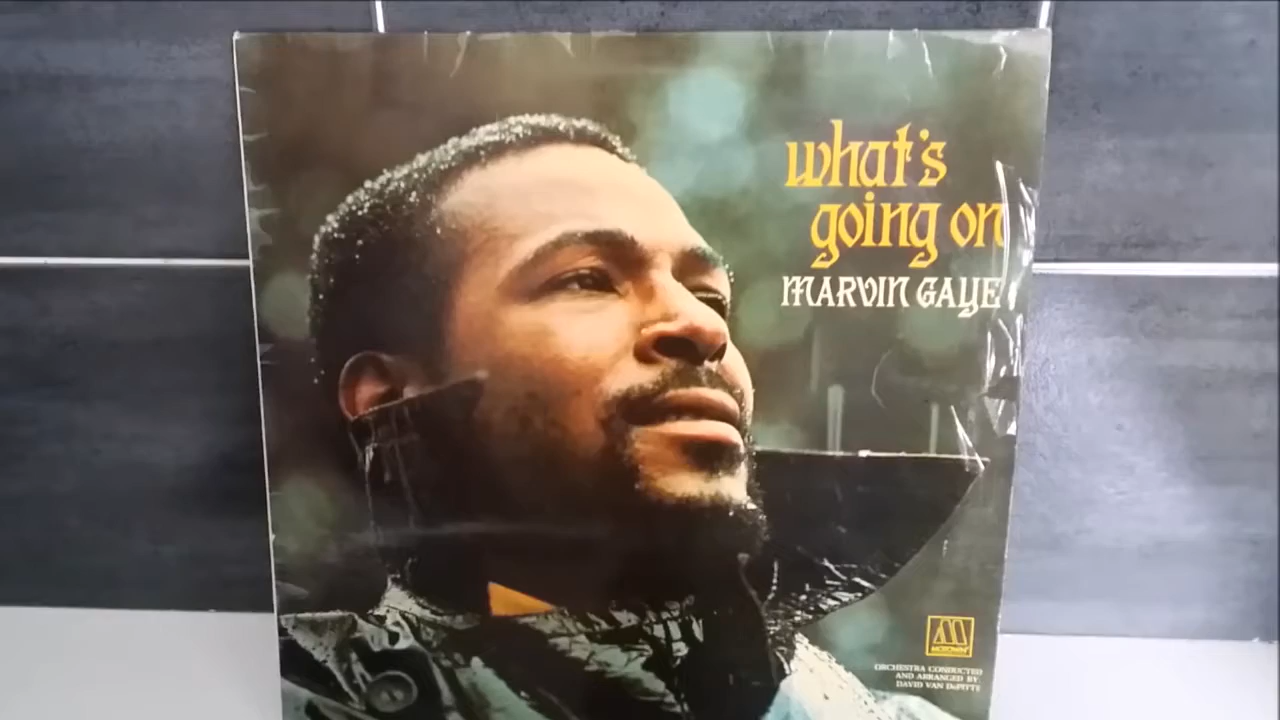 what's
going on
MARVIN GAYE
MOTOWN
ORCHESTRA CONDUCTED
AND ARRANGED BY:
DAVID VAN DePITTE